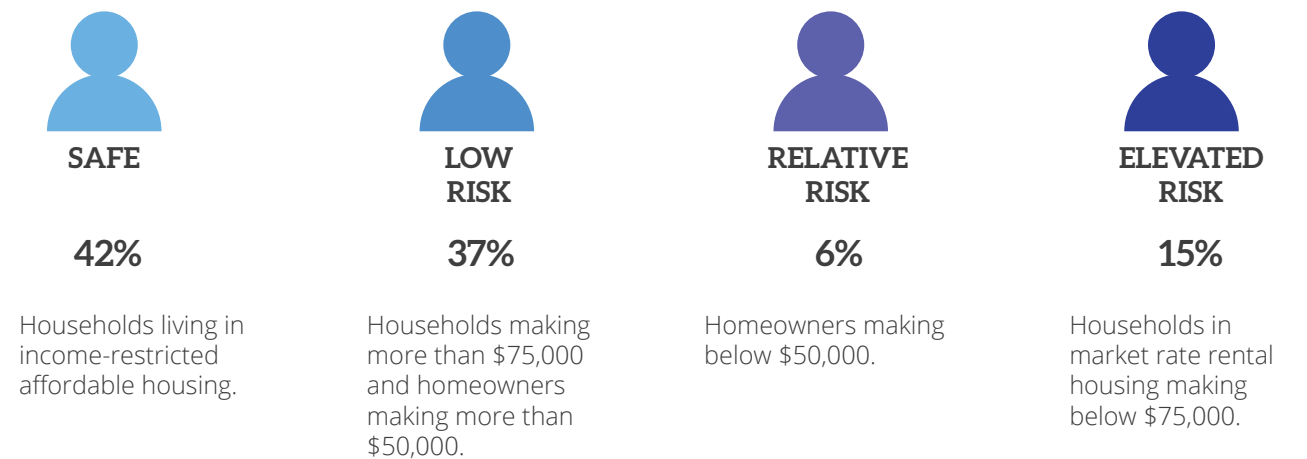 SAFE
42%
Households living in
income-restricted
affordable housing.
LOW
RISK
37%
Households making
more than $75,000
and homeowners
making more than
$50,000.
RELATIVE
RISK
6%
Homeowners making
below $50,000.
ELEVATED
RISK
15%
Households in
market rate rental
housing making
below $75,000.